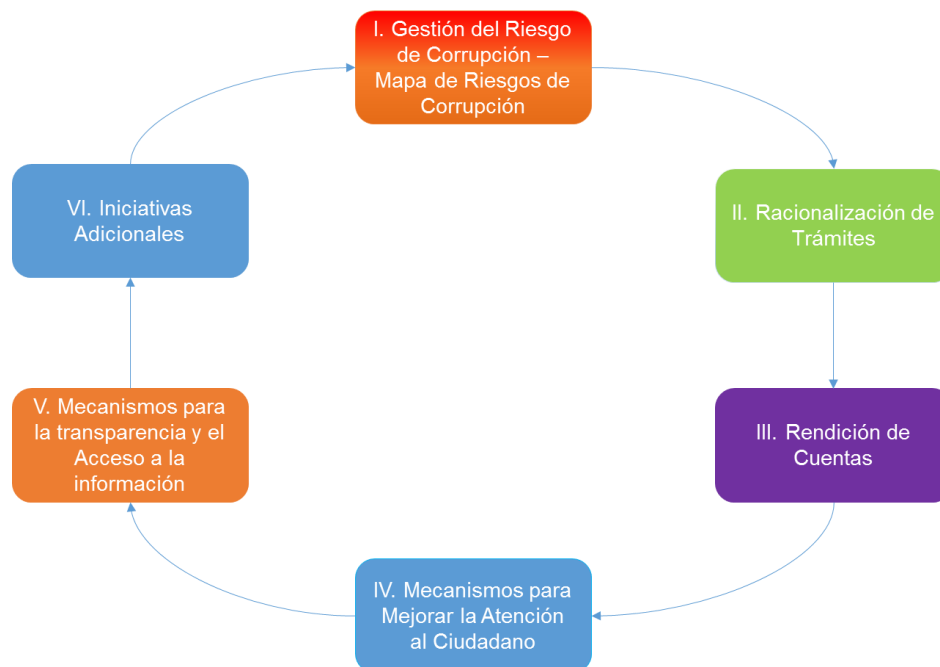 I. Gestión del Riesgo
de Corrupción –
Mapa de Riesgos de
Corrupción
II. Racionalización de
Trámites
III. Rendición de
Cuentas
IV. Mecanismos para
Mejorar la Atención
al Ciudadano
V. Mecanismos para
la transparencia y el
Acceso a la
información
VI. Iniciativas
Adicionales